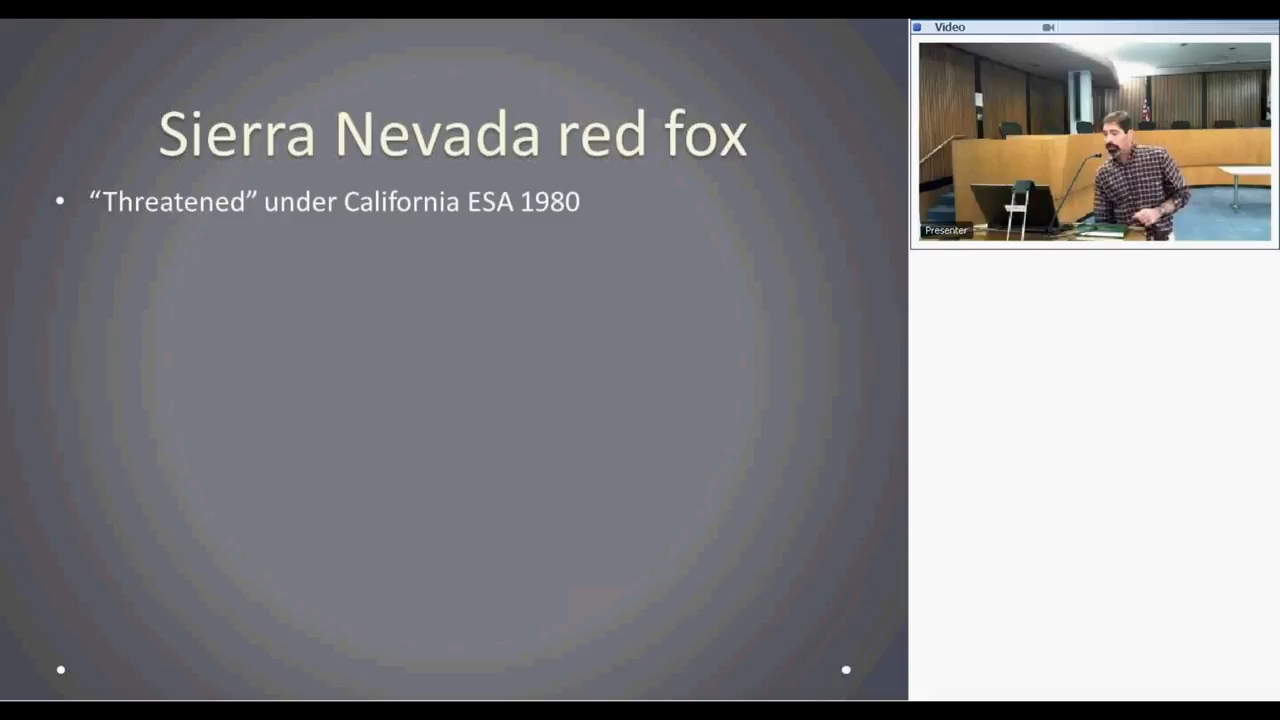 Sierra Nevada red fox
• “Threatened” under California ESA 1980
Video
Presenter